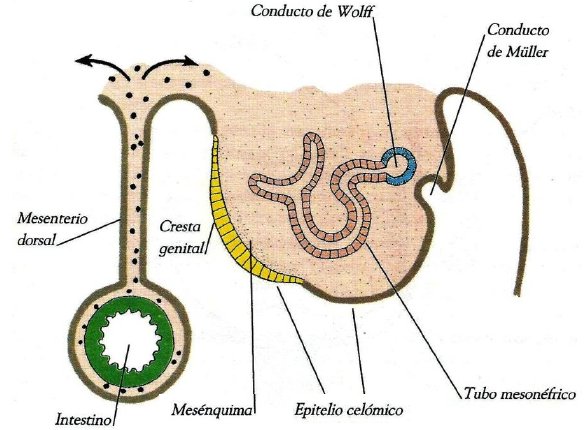 Conducto de Wolff
Conducto
de Müller
Mesenterio
dorsal
Cresta
genital
Intestino
Mesénquima
Epitelio celómico
Tubo mesonéfrico